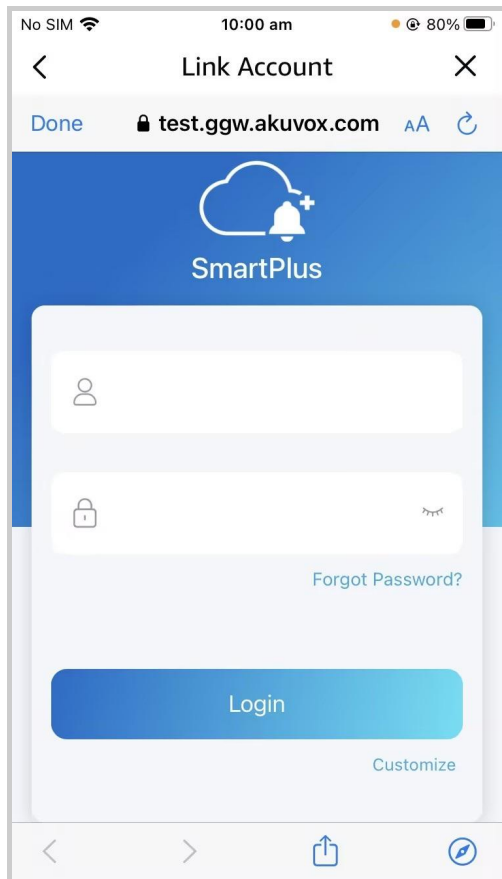 No SIM 10:00 am 80%
Link Account
Done test.ggw.akuvox.com AA
SmartPlus
Forgot Password?
Login
Customize